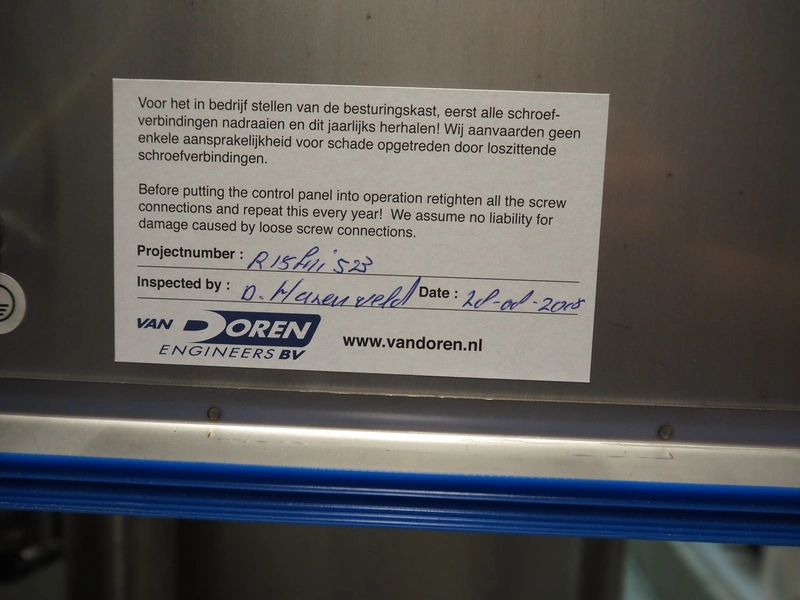 Voor het in bedrijf stellen van de besturingskast, eerst alle schroef-
verbindingen nadraaien en dit jaarlijks herhalen! Wij aanvaarden geen
enkele aansprakelijkheid voor schade opgetreden door loszittende
schroefverbindingen.
Before putting the control panel into operation retighten all the screw
connections and repeat this every year! We assume no liability for
damage caused by loose screw connections.
Projectnumber :
Inspected by : D. Date :
VAN DOREN
ENGINEERS BV
www.vandoren.nl